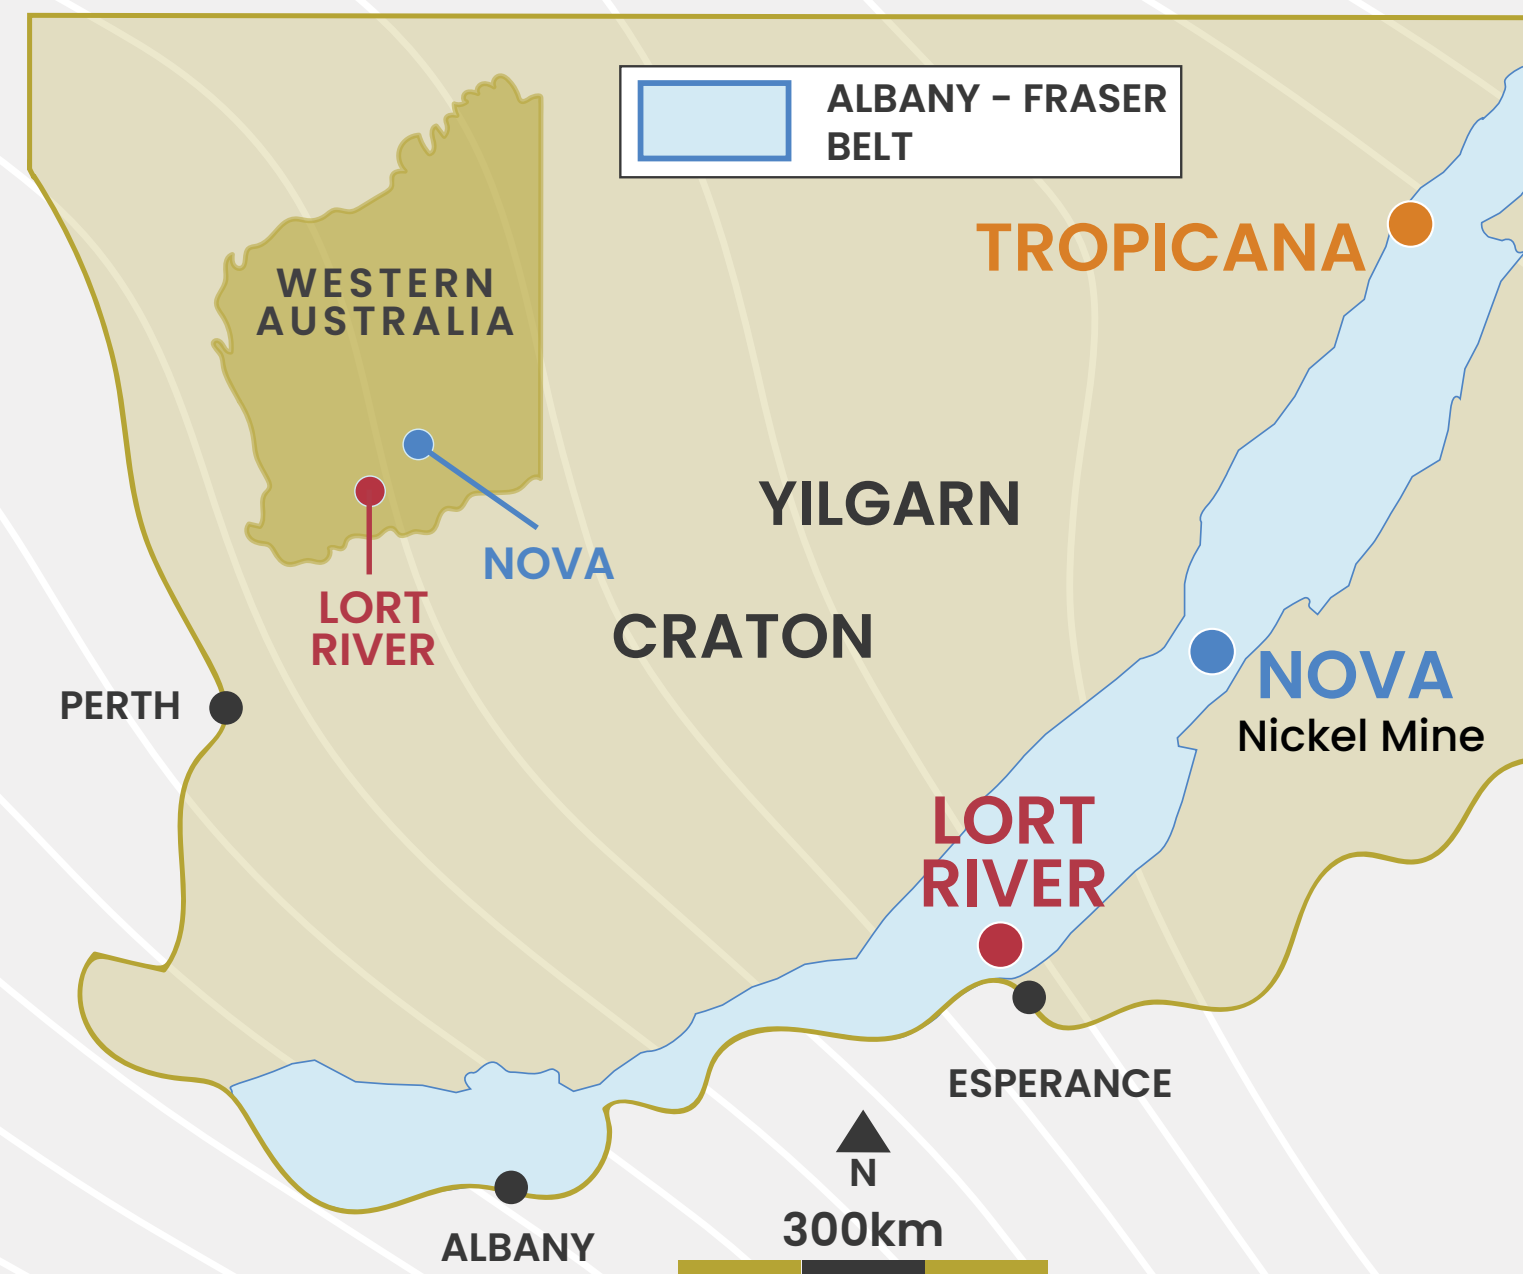 ALBANY - FRASER
BELT
TROPICANA
WESTERN
AUSTRALIA
NOVA
LORT
RIVER
YILGARN
CRATON
PERTH
NOVA
Nickel Mine
LORT
RIVER
ESPERANCE
N
300km
ALBANY